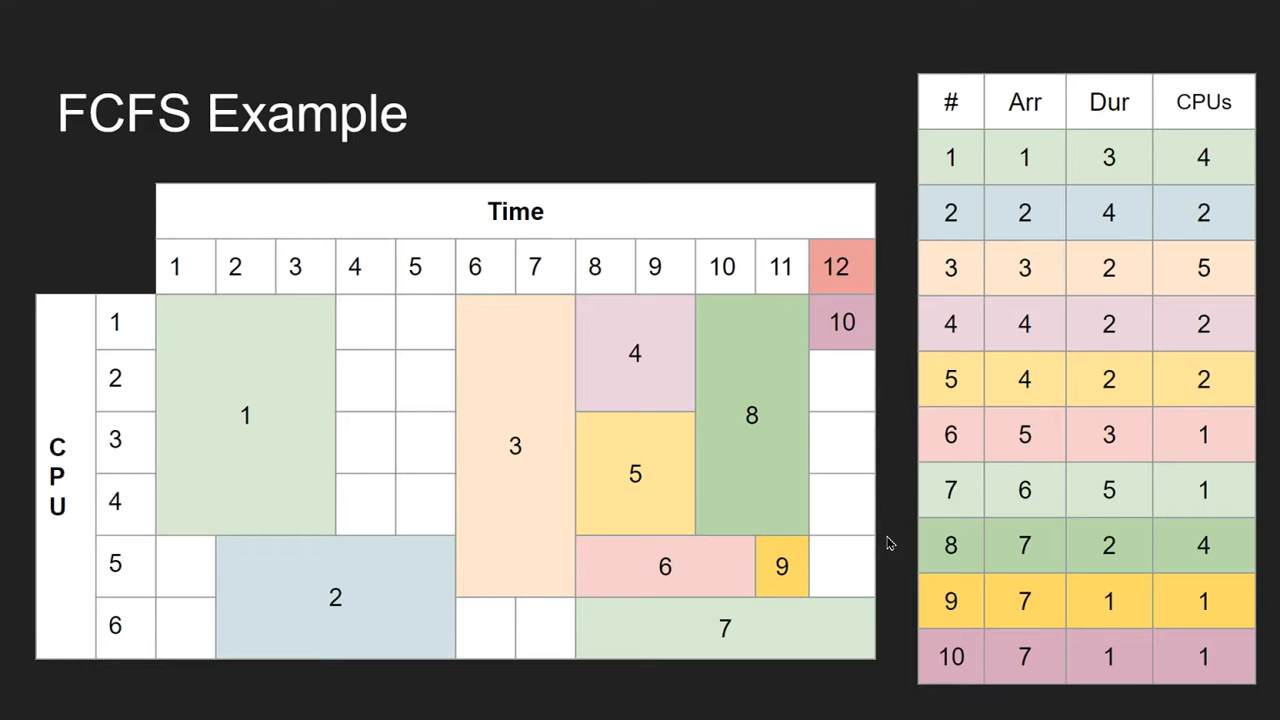 FCFS Example
Time
1 2 3 4 5 6 7 8 9 10 11 12
CPU
1
2
3
4
5
6
1
2
3
4
5
6
7
8
9
10
# Arr Dur CPUs
1 1 3 4
2 2 4 2
3 3 2 5
4 4 2 2
5 4 2 2
6 5 3 1
7 6 5 1
8 7 2 4
9 7 1 1
10 7 1 1